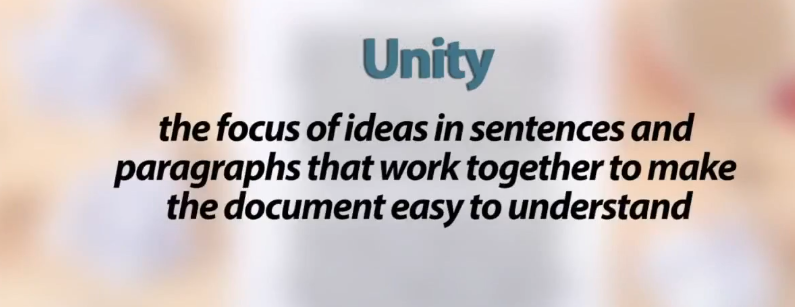 Unity
the focus of ideas in sentences and
paragraphs that work together to make
the document easy to understand